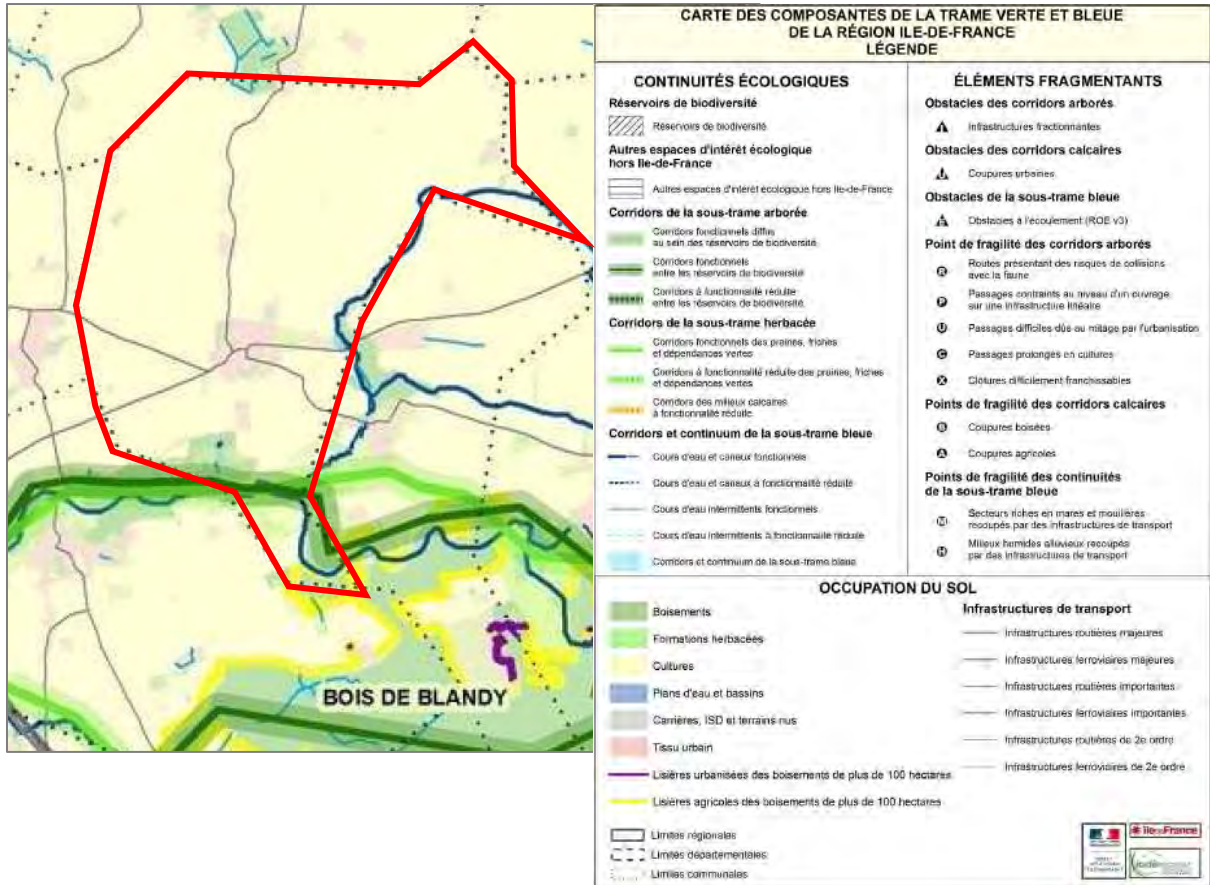 BOIS DE BLANDY
CARTE DES COMPOSANTES DE LA TRAME VERTE ET BLEUE
DE LA RÉGION ILE-DE-FRANCE
LÉGENDE
CONTINUITÉS ÉCOLOGIQUES
Réservoirs de biodiversité
Réservoirs de biodiversité
Autres espaces d'intérêt écologique
hors Ile-de-France
Autres espaces d'intérêt écologique hors Ile-de-France
Corridors de la sous-trame arborée
Corridors fonctionnels diffus
au sein des réservoirs de biodiversité
Corridors fonctionnels
entre les réservoirs de biodiversité
Corridors à fonctionnalité réduite
entre les réservoirs de biodiversité
Corridors de la sous-trame herbacée
Corridors fonctionnels des prairies, friches
et dépendances vertes
Corridors à fonctionnalité réduite des prairies, friches
et dépendances vertes
Corridors des milieux calcaires
à fonctionnalité réduite
Corridors et continuum de la sous-trame bleue
Cours d'eau et canaux fonctionnels
Cours d'eau et canaux à fonctionnalité réduite
Cours d'eau intermittents fonctionnels
Cours d'eau intermittents à fonctionnalité réduite
Corridors et continuum de la sous-trame bleue
ÉLÉMENTS FRAGMENTANTS
Obstacles des corridors arborés
Infrastructures fractionnantes
Obstacles des corridors calcaires
Coupures urbaines
Obstacles de la sous-trame bleue
Obstacles à l'écoulement (ROE v3)
Point de fragilité des corridors arborés
R Routes présentant des risques de collisions
avec la faune
P Passages contraints au niveau d'un ouvrage
sur une infrastructure linéaire
U Passages difficiles dûs au mitage par l'urbanisation
C Passages prolongés en cultures
X Clôtures difficilement franchissables
Points de fragilité des corridors calcaires
B Coupures boisées
A Coupures agricoles
Points de fragilité des continuités
de la sous-trame bleue
M Secteurs riches en mares et mouillères
recoupés par des infrastructures de transport
H Milieux humides alluviaux recoupés
par des infrastructures de transport
OCCUPATION DU SOL
Boisements
Formations herbacées
Cultures
Plans d'eau et bassins
Carrières, ISD et terrains nus
Tissu urbain
Lisières urbanisées des boisements de plus de 100 hectares
Lisières agricoles des boisements de plus de 100 hectares
Limites régionales
Limites départementales
Limites communales
Infrastructures de transport
Infrastructures routières majeures
Infrastructures ferroviaires majeures
Infrastructures routières importantes
Infrastructures ferroviaires importantes
Infrastructures routières de 2e ordre
Infrastructures ferroviaires de 2e ordre
îledeFrance